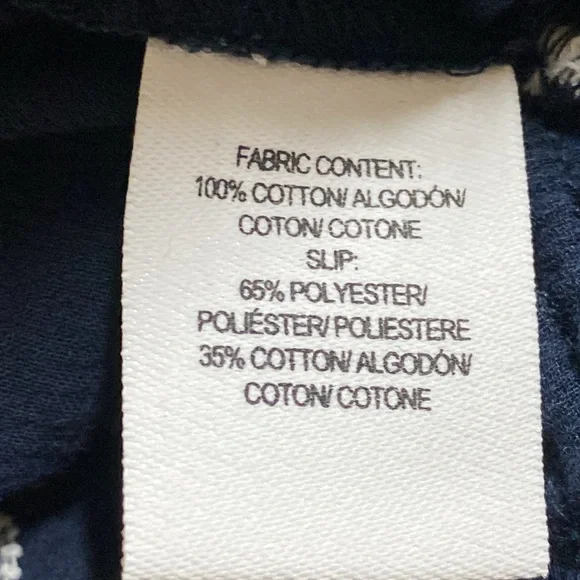 FABRIC CONTENT:
100% COTTON/ ALGODÓN/
COTON/ COTONE
SLIP:
65% POLYESTER/
POLIÉSTER/ POLIESTERE
35% COTTON/ ALGODÓN/
COTON/ COTONE